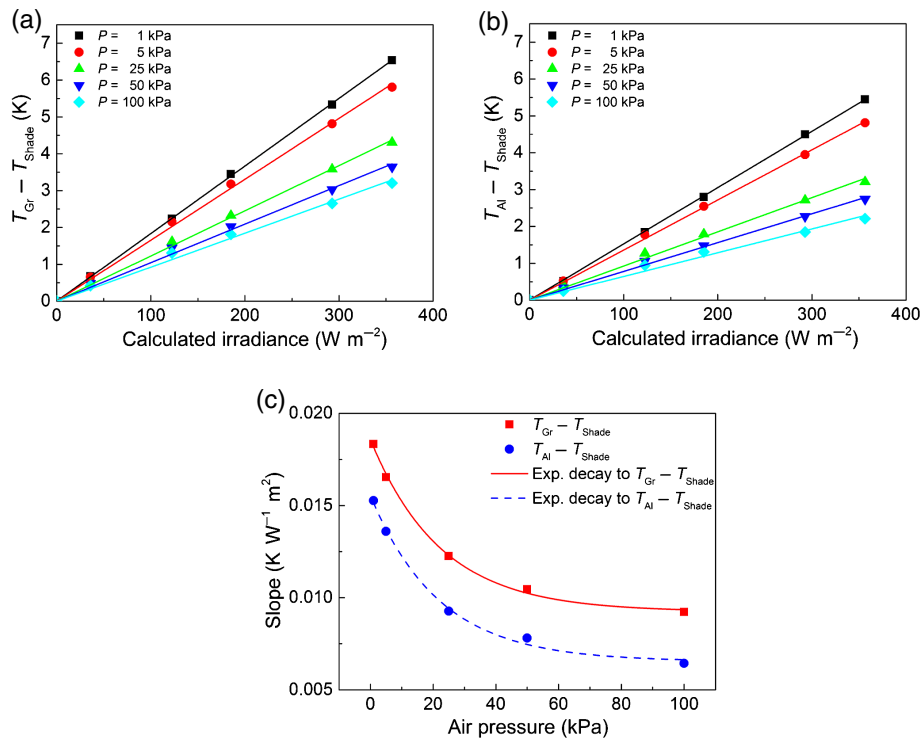 (a)
P = 1 kPa
P = 5 kPa
P = 25 kPa
P = 50 kPa
P = 100 kPa
7
6
5
4
3
2
1
0
T_Gr – T_Shade (K)
0 100 200 300 400
Calculated irradiance (W m⁻²)
(b)
P = 1 kPa
P = 5 kPa
P = 25 kPa
P = 50 kPa
P = 100 kPa
7
6
5
4
3
2
1
0
T_Al – T_Shade (K)
0 100 200 300 400
Calculated irradiance (W m⁻²)
(c)
T_Gr – T_Shade
T_Al – T_Shade
Exp. decay to T_Gr – T_Shade
Exp. decay to T_Al – T_Shade
0.020
0.015
0.010
0.005
Slope (K W⁻¹ m²)
0 20 40 60 80 100
Air pressure (kPa)